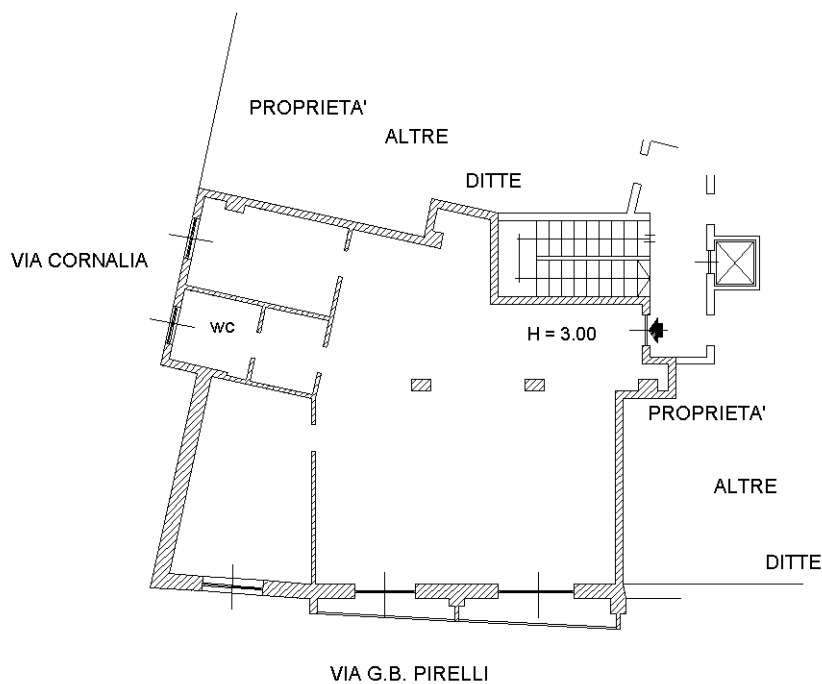 PROPRIETA'
ALTRE
DITTE
VIA CORNALIA
WC
H = 3.00
PROPRIETA'
ALTRE
DITTE
VIA G.B. PIRELLI